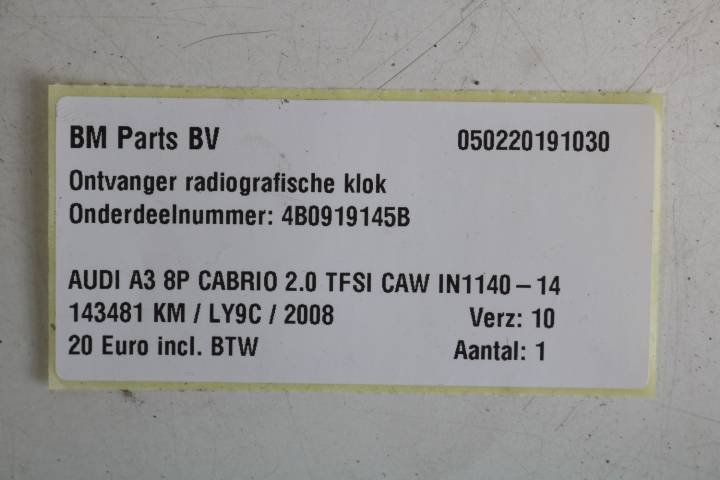 BM Parts BV 050220191030
Ontvanger radiografische klok
Onderdeelnummer: 4B0919145B
AUDI A3 8P CABRIO 2.0 TFSI CAW IN1140 – 14
143481 KM / LY9C / 2008 Verz: 10
20 Euro incl. BTW Aantal: 1